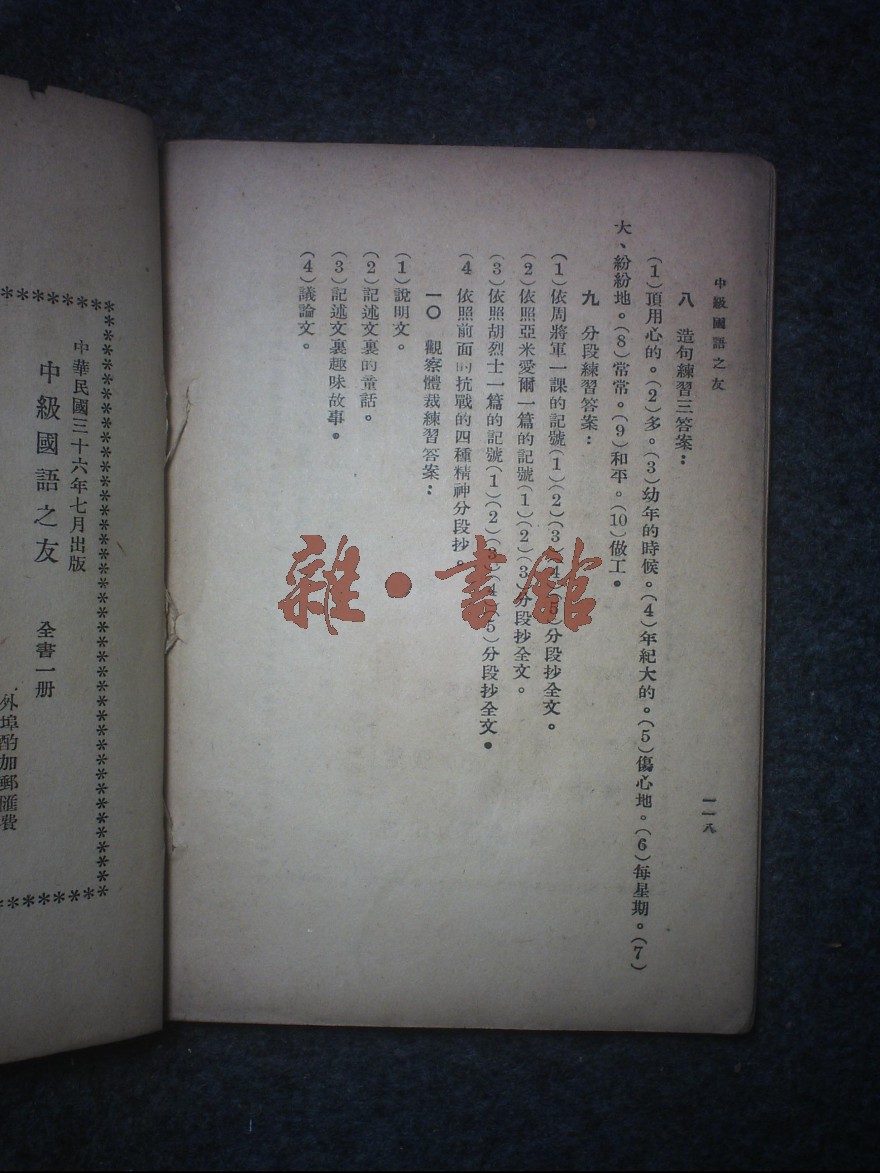 中級國語之友
一一八
八　造句練習三答案：
(1)頂用心的。(2)多。(3)幼年的時候。(4)年紀大的。(5)傷心地。(6)每星期。(7)
大、紛紛地。(8)常常。(9)和平。(10)做工。
九　分段練習答案：
(1)依周將軍一課的記號(1)(2)(3)(4)(5)分段抄全文。
(2)依照亞米愛爾一篇的記號(1)(2)(3)分段抄全文。
(3)依照胡烈士一篇的記號(1)(2)(3)(4)(5)分段抄全文。
(4 依照前面的抗戰的四種精神分段抄。
一〇　觀察體裁練習答案：
(1)說明文。
(2)記述文裏的童話。
(3)記述文裏趣味故事。
(4)議論文。
雜·書館
中華民國三十六年七月出版
中級國語之友　全書一册
外埠酌加郵匯費